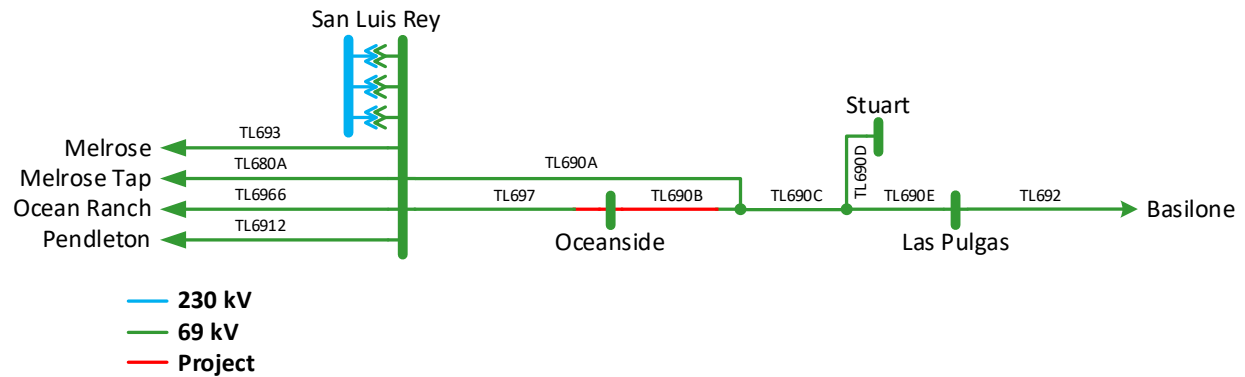 San Luis Rey
Stuart
TL693
Melrose
TL680A
TL690A
Melrose Tap
TL690D
TL6966
TL697
TL690B
TL690C
TL690E
TL692
Ocean Ranch
Basilone
TL6912
Pendleton
Oceanside
Las Pulgas
230 kV
69 kV
Project